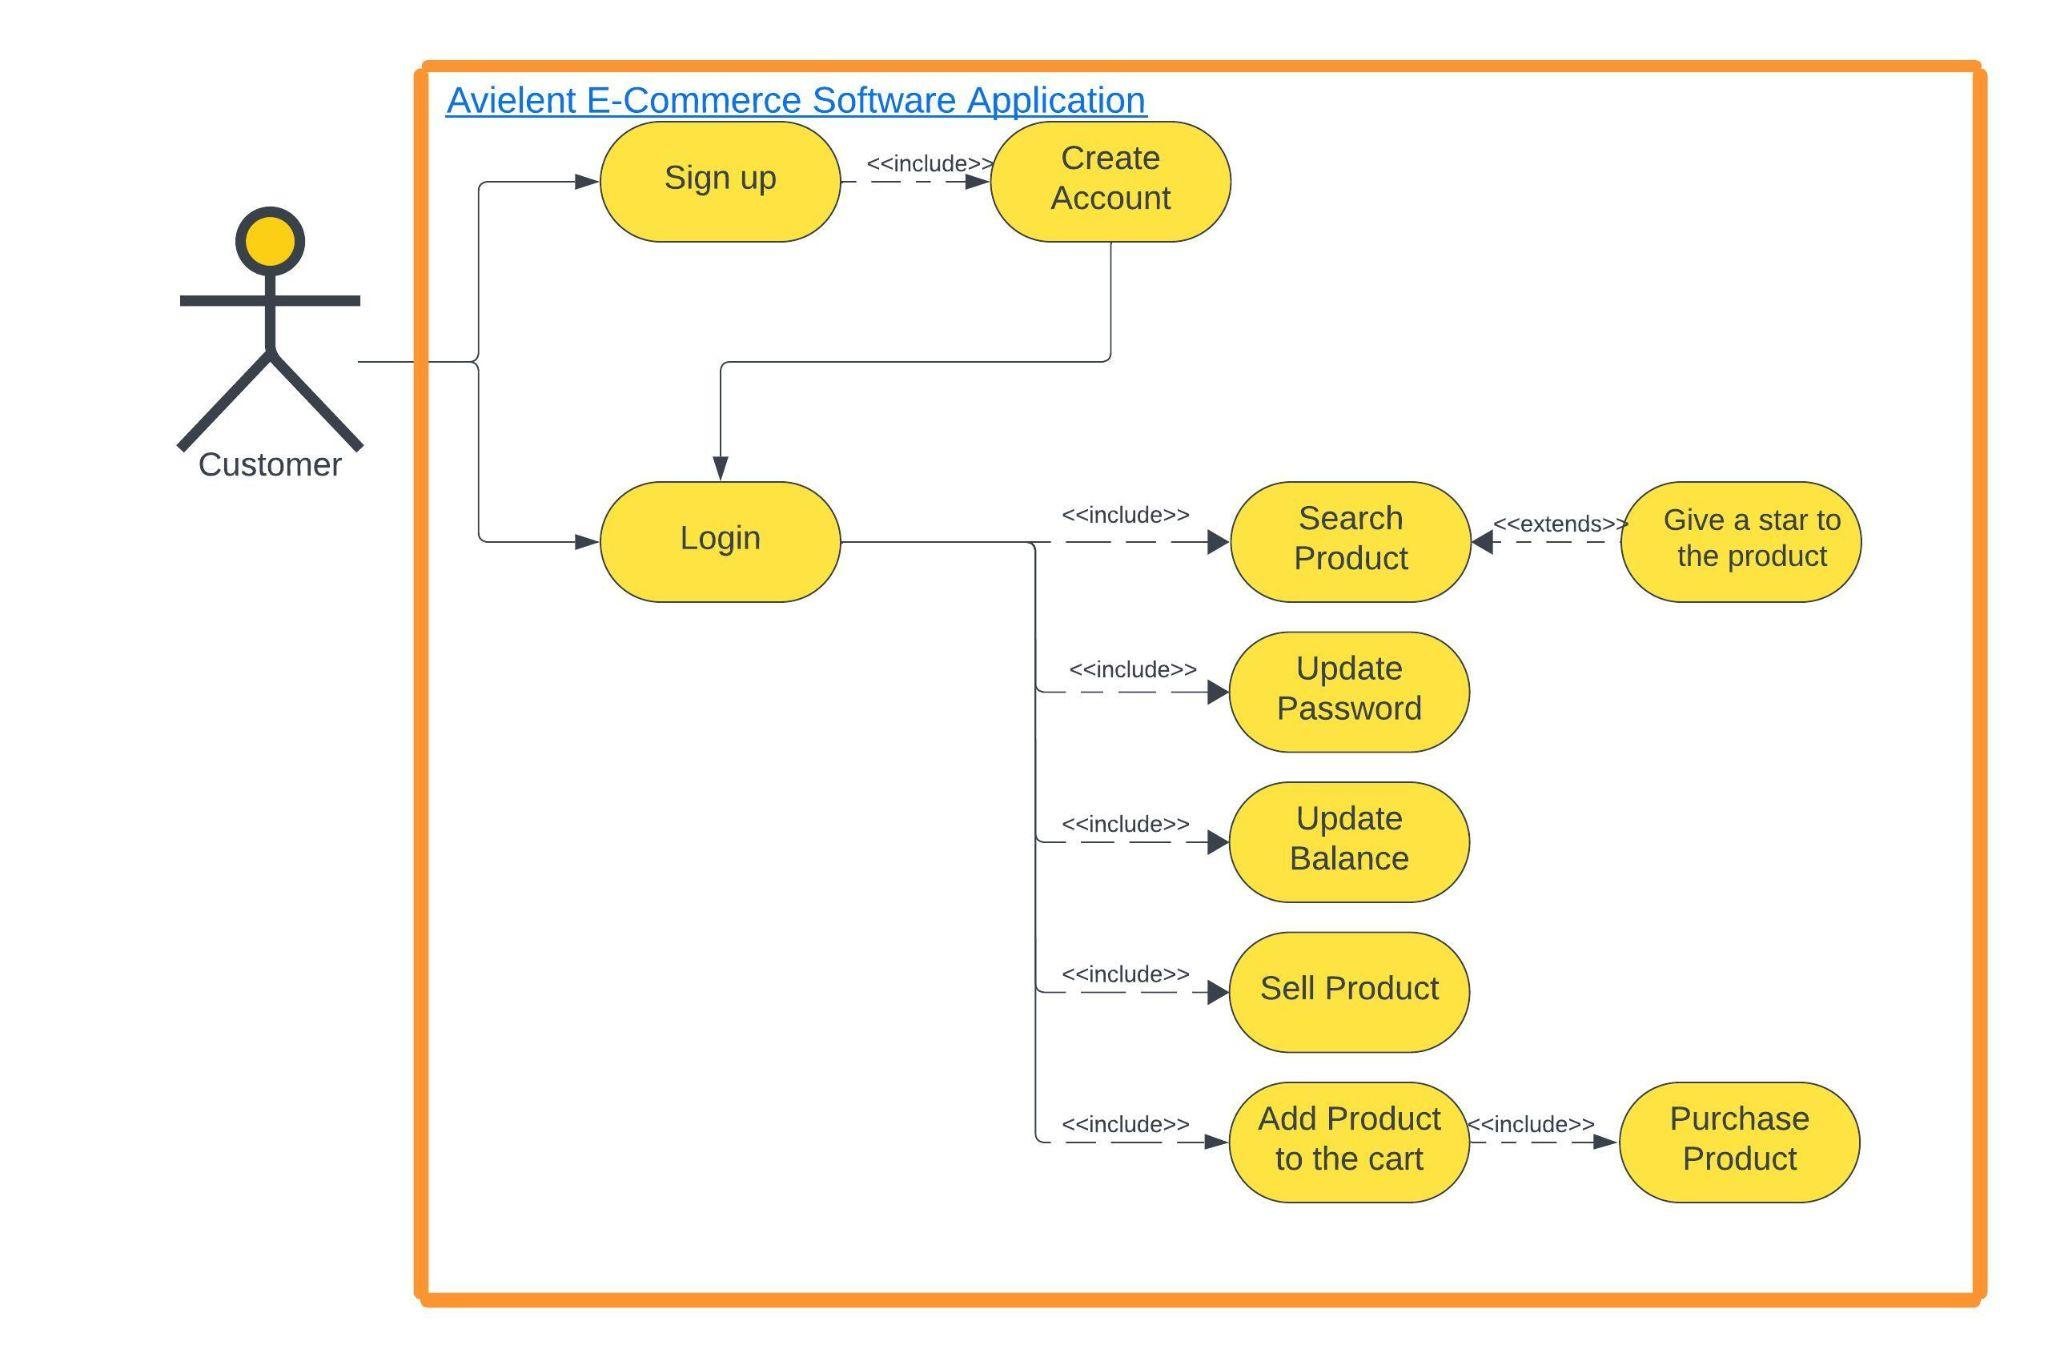 Avielent E-Commerce Software Application
Sign up
<<include>>
Create
Account
Customer
Login
<<include>>
Search
Product
<<extends>>
Give a star to
the product
<<include>>
Update
Password
<<include>>
Update
Balance
<<include>>
Sell Product
<<include>>
Add Product
to the cart
<<include>>
Purchase
Product